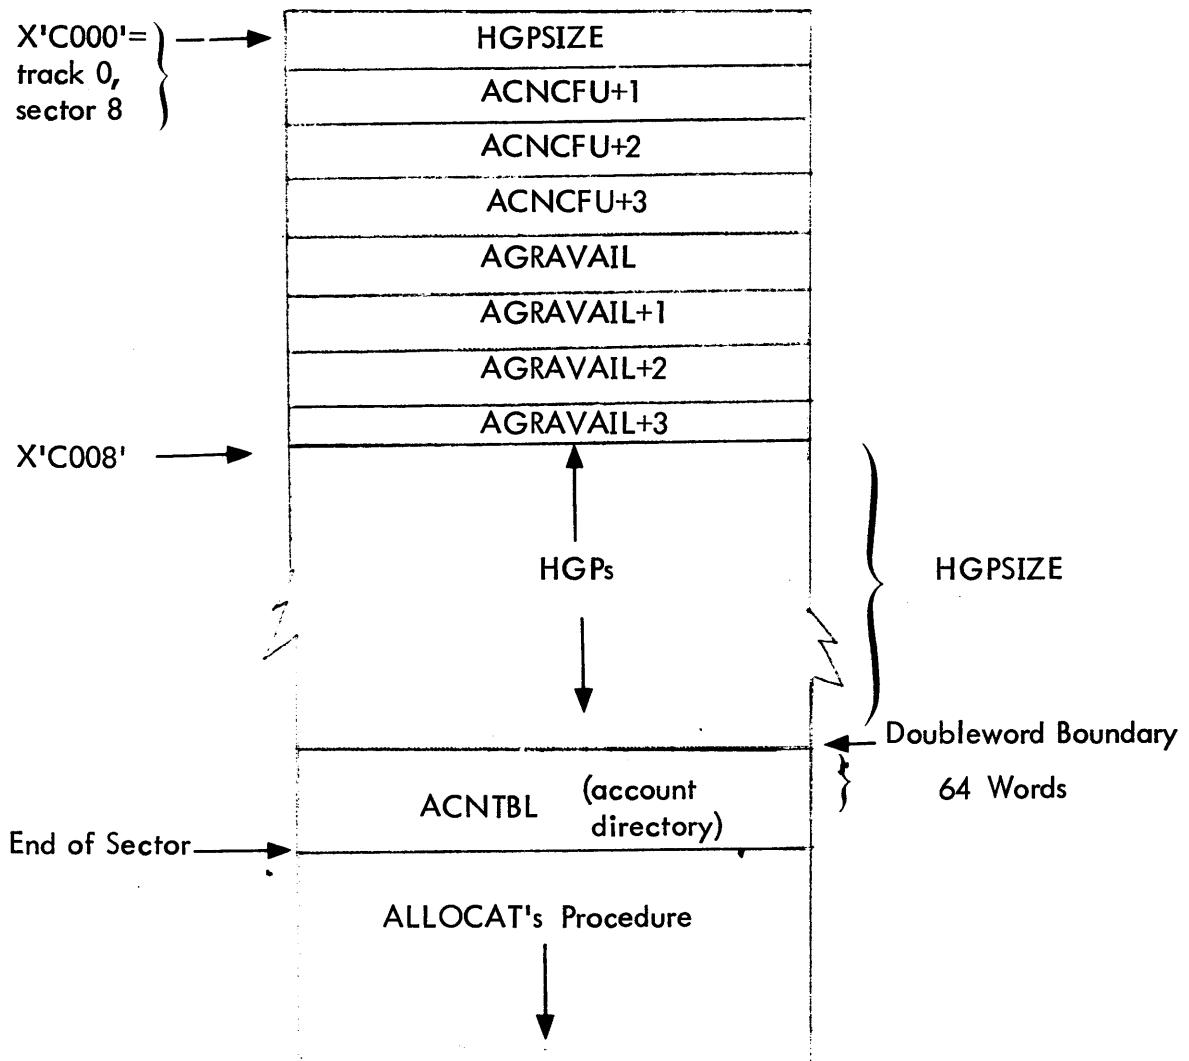 X'C000'=
track 0,
sector 8
HGPSIZE
ACNCFU+1
ACNCFU+2
ACNCFU+3
AGRAVAIL
AGRAVAIL+1
AGRAVAIL+2
AGRAVAIL+3
X'C008'
HGPs
HGPSIZE
Doubleword Boundary
64 Words
ACNTBL (account
directory)
End of Sector
ALLOCAT's Procedure